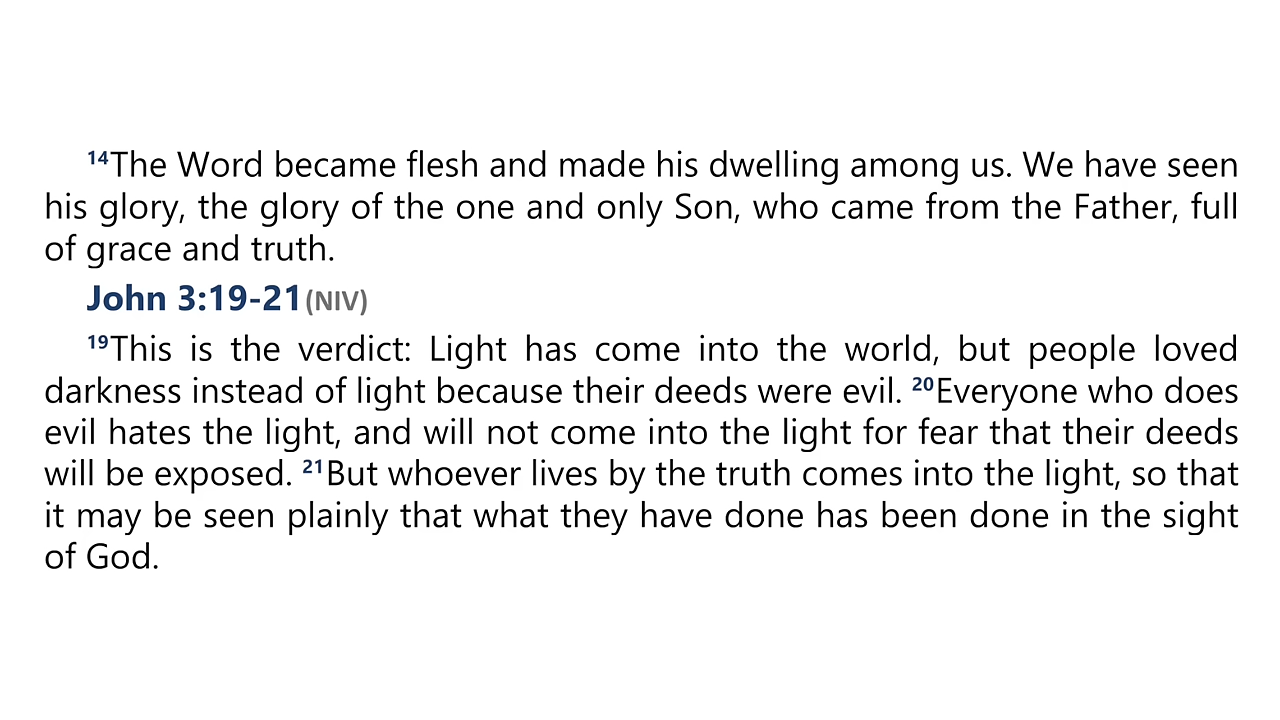 14The Word became flesh and made his dwelling among us. We have seen
his glory, the glory of the one and only Son, who came from the Father, full
of grace and truth.
John 3:19-21(NIV)
19This is the verdict: Light has come into the world, but people loved
darkness instead of light because their deeds were evil. 20Everyone who does
evil hates the light, and will not come into the light for fear that their deeds
will be exposed. 21But whoever lives by the truth comes into the light, so that
it may be seen plainly that what they have done has been done in the sight
of God.